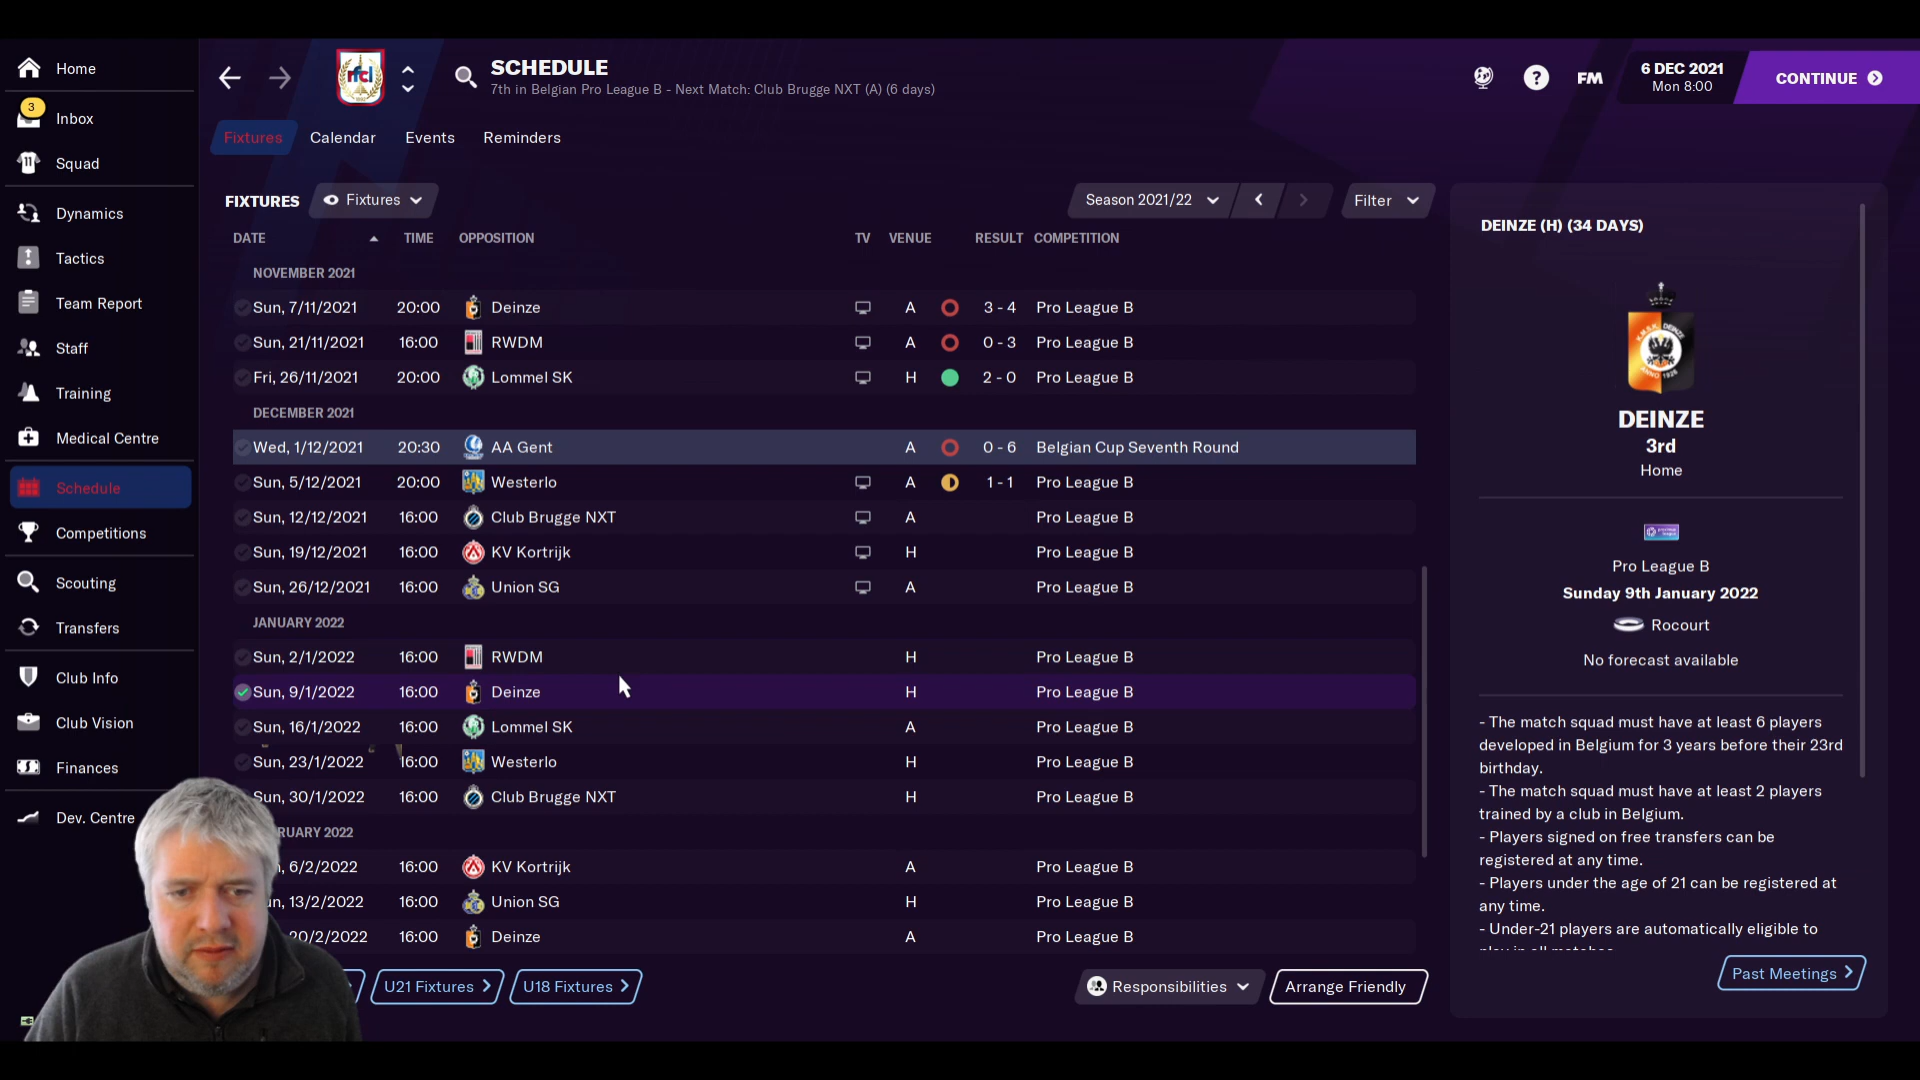 Home
3
Inbox
Squad
Dynamics
Tactics
Team Report
Staff
Training
Medical Centre
Schedule
Competitions
Scouting
Transfers
Club Info
Club Vision
Finances
Dev. Centre
rfcl
SCHEDULE
7th in Belgian Pro League B - Next Match: Club Brugge NXT (A) (6 days)
FM
6 DEC 2021
Mon 8:00
CONTINUE
Fixtures Calendar Events Reminders
FIXTURES Fixtures Season 2021/22 Filter
DATE TIME OPPOSITION TV VENUE RESULT COMPETITION
NOVEMBER 2021
Sun, 7/11/2021 20:00 Deinze A 3 - 4 Pro League B
Sun, 21/11/2021 16:00 RWDM A 0 - 3 Pro League B
Fri, 26/11/2021 20:00 Lommel SK H 2 - 0 Pro League B
DECEMBER 2021
Wed, 1/12/2021 20:30 AA Gent A 0 - 6 Belgian Cup Seventh Round
Sun, 5/12/2021 20:00 Westerlo A 1 - 1 Pro League B
Sun, 12/12/2021 16:00 Club Brugge NXT A Pro League B
Sun, 19/12/2021 16:00 KV Kortrijk H Pro League B
Sun, 26/12/2021 16:00 Union SG A Pro League B
JANUARY 2022
Sun, 2/1/2022 16:00 RWDM H Pro League B
Sun, 9/1/2022 16:00 Deinze H Pro League B
Sun, 16/1/2022 16:00 Lommel SK A Pro League B
Sun, 23/1/2022 16:00 Westerlo H Pro League B
Sun, 30/1/2022 16:00 Club Brugge NXT H Pro League B
RUARY 2022
6/2/2022 16:00 KV Kortrijk A Pro League B
13/2/2022 16:00 Union SG H Pro League B
20/2/2022 16:00 Deinze A Pro League B
U21 Fixtures U18 Fixtures Responsibilities Arrange Friendly
DEINZE (H) (34 DAYS)
DEINZE
3rd
Home
Pro League B
Sunday 9th January 2022
Rocourt
No forecast available
- The match squad must have at least 6 players
developed in Belgium for 3 years before their 23rd
birthday.
- The match squad must have at least 2 players
trained by a club in Belgium.
- Players signed on free transfers can be
registered at any time.
- Players under the age of 21 can be registered at
any time.
- Under-21 players are automatically eligible to
play in all matches
Past Meetings